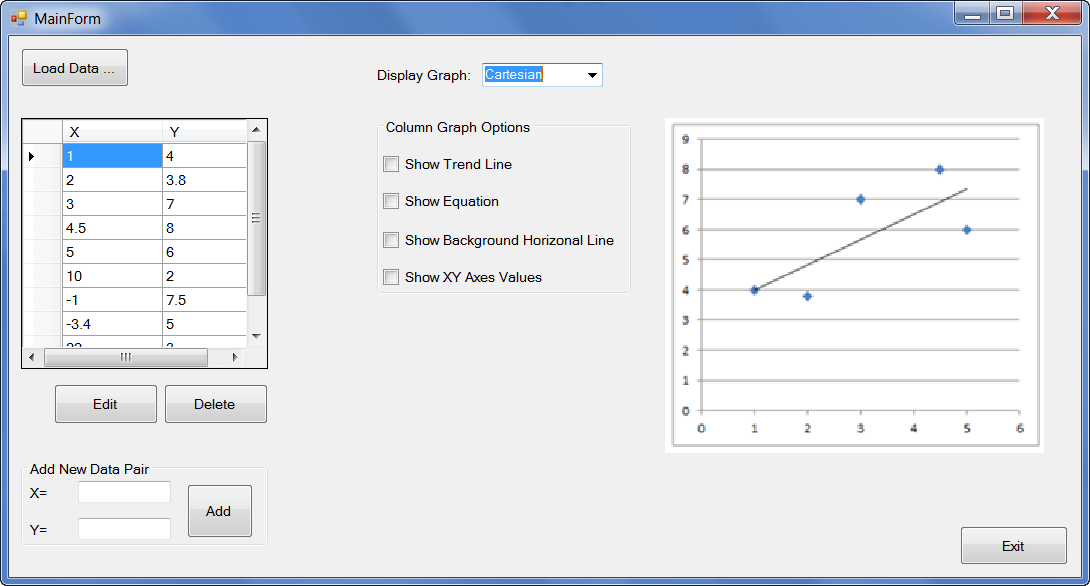 MainForm
Load Data ...
Display Graph: Cartesian
X Y
1 4
2 3.8
3 7
4.5 8
5 6
10 2
-1 7.5
-3.4 5
Edit Delete
Add New Data Pair
X=
Y=
Add
Column Graph Options
Show Trend Line
Show Equation
Show Background Horizonal Line
Show XY Axes Values
9
8
7
6
5
4
3
2
1
0
0 1 2 3 4 5 6
Exit